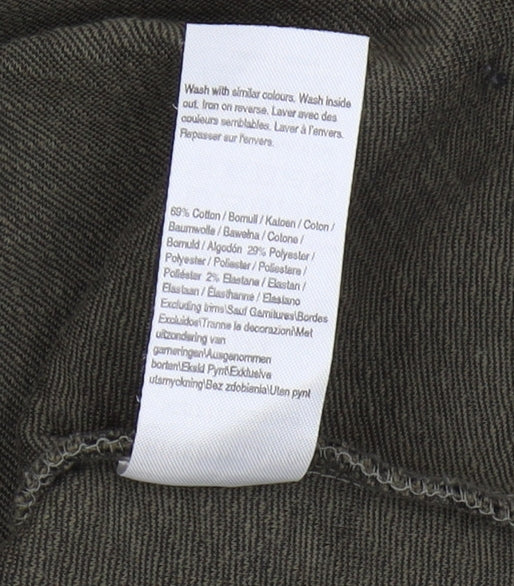 Wash with similar colours. Wash inside
out. Iron on reverse. Laver avec des
couleurs semblables. Laver à l'envers.
Repasser sur l'envers.
69% Cotton / Bomull / Katoen / Coton /
Baumwolle / Bawełna / Cotone /
Bomuld / Algodón 29% Polyester /
Polyester / Poliester / Poliestere /
Poliéster 2% Elastane / Elastan /
Elastaan / Élasthanne / Elastano
Excluding trims\Sauf Garnitures\Bordes
Excluidos\Tranne le decorazioni\Met
uitzondering van
garneringen\Ausgenommen
borten\Ekskl Pynt\Exklusive
utsmyckning\Bez zdobienia\Uten pynt